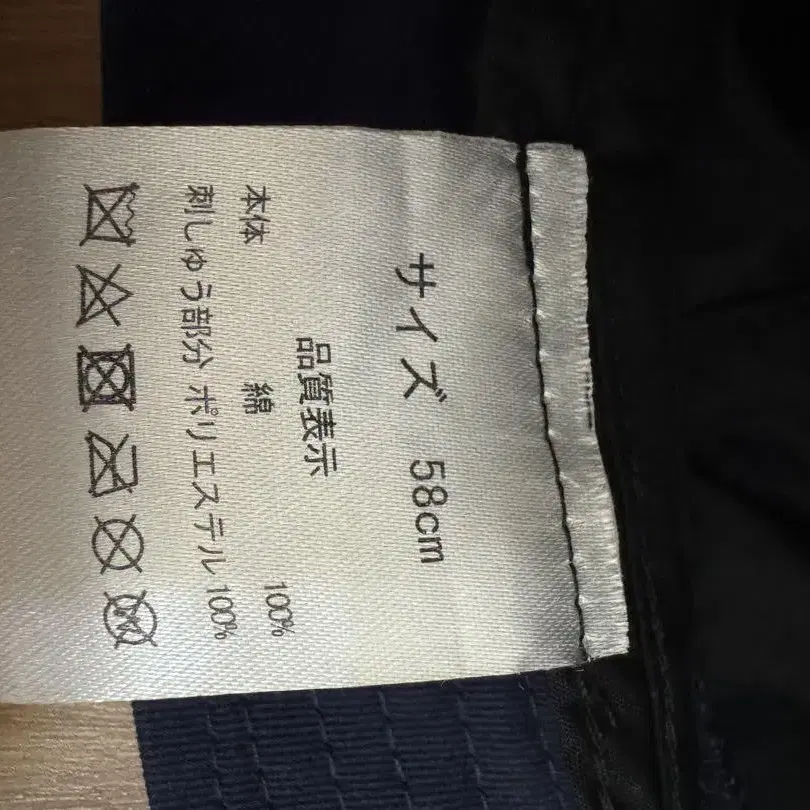 サイズ 58cm
品質表示
本体 綿 100%
刺しゅう部分 ポリエステル 100%